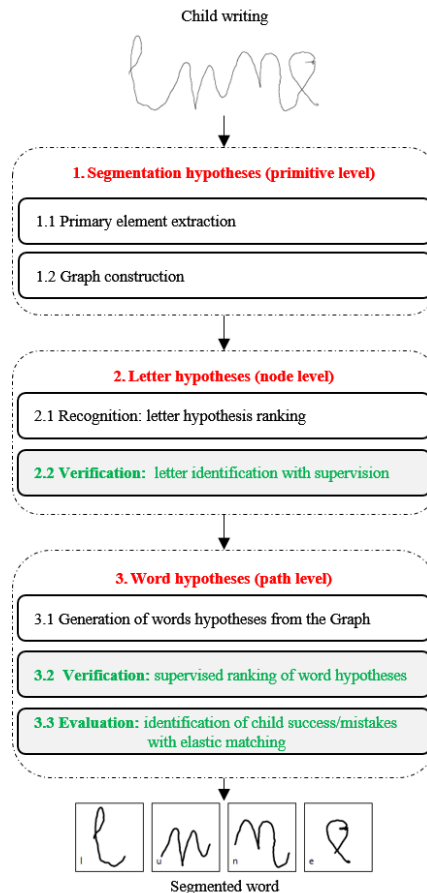 Child writing
lune
1. Segmentation hypotheses (primitive level)
1.1 Primary element extraction
1.2 Graph construction
2. Letter hypotheses (node level)
2.1 Recognition: letter hypothesis ranking
2.2 Verification: letter identification with supervision
3. Word hypotheses (path level)
3.1 Generation of words hypotheses from the Graph
3.2 Verification: supervised ranking of word hypotheses
3.3 Evaluation: identification of child success/mistakes
with elastic matching
l u n e
l u n e
Segmented word